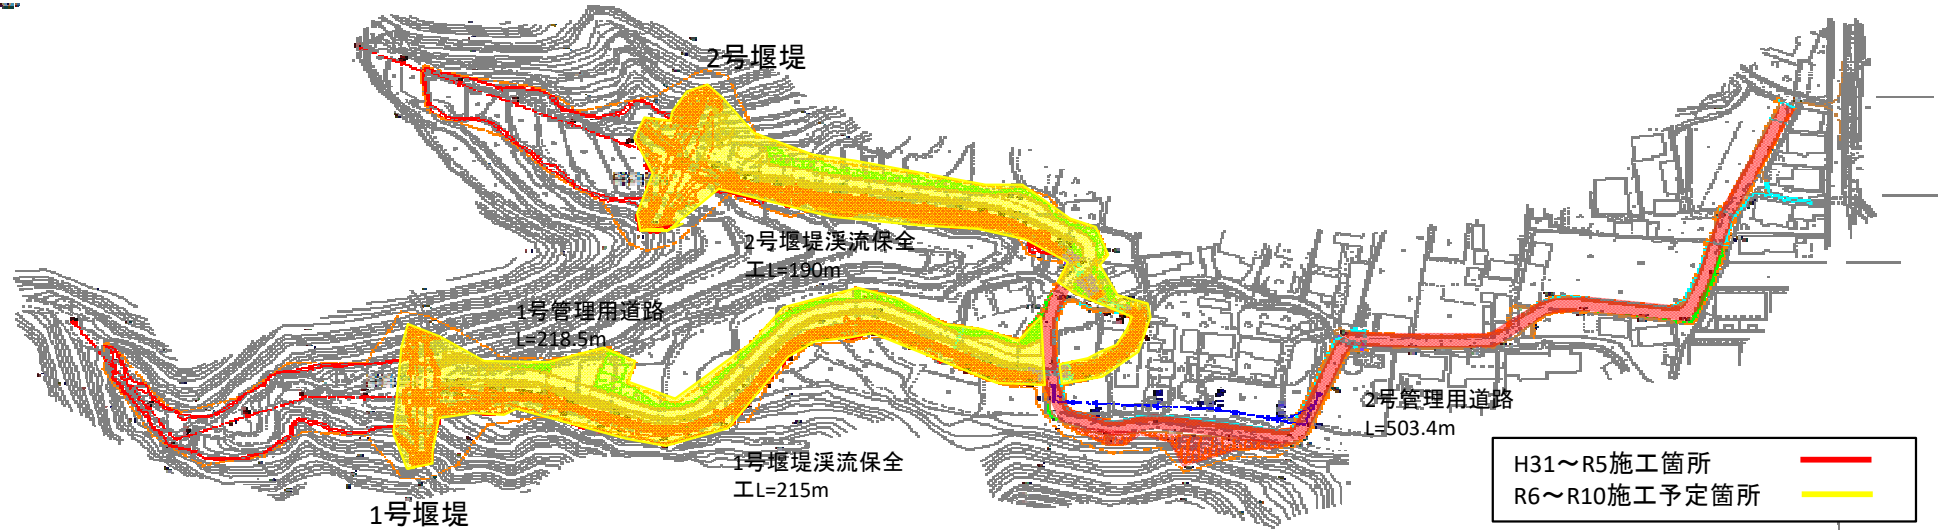 2号堰堤
2号堰堤渓流保全
工L=190m
1号管理用道路
L=218.5m
2号管理用道路
L=503.4m
1号堰堤渓流保全
工L=215m
1号堰堤
H31～R5施工箇所
R6～R10施工予定箇所